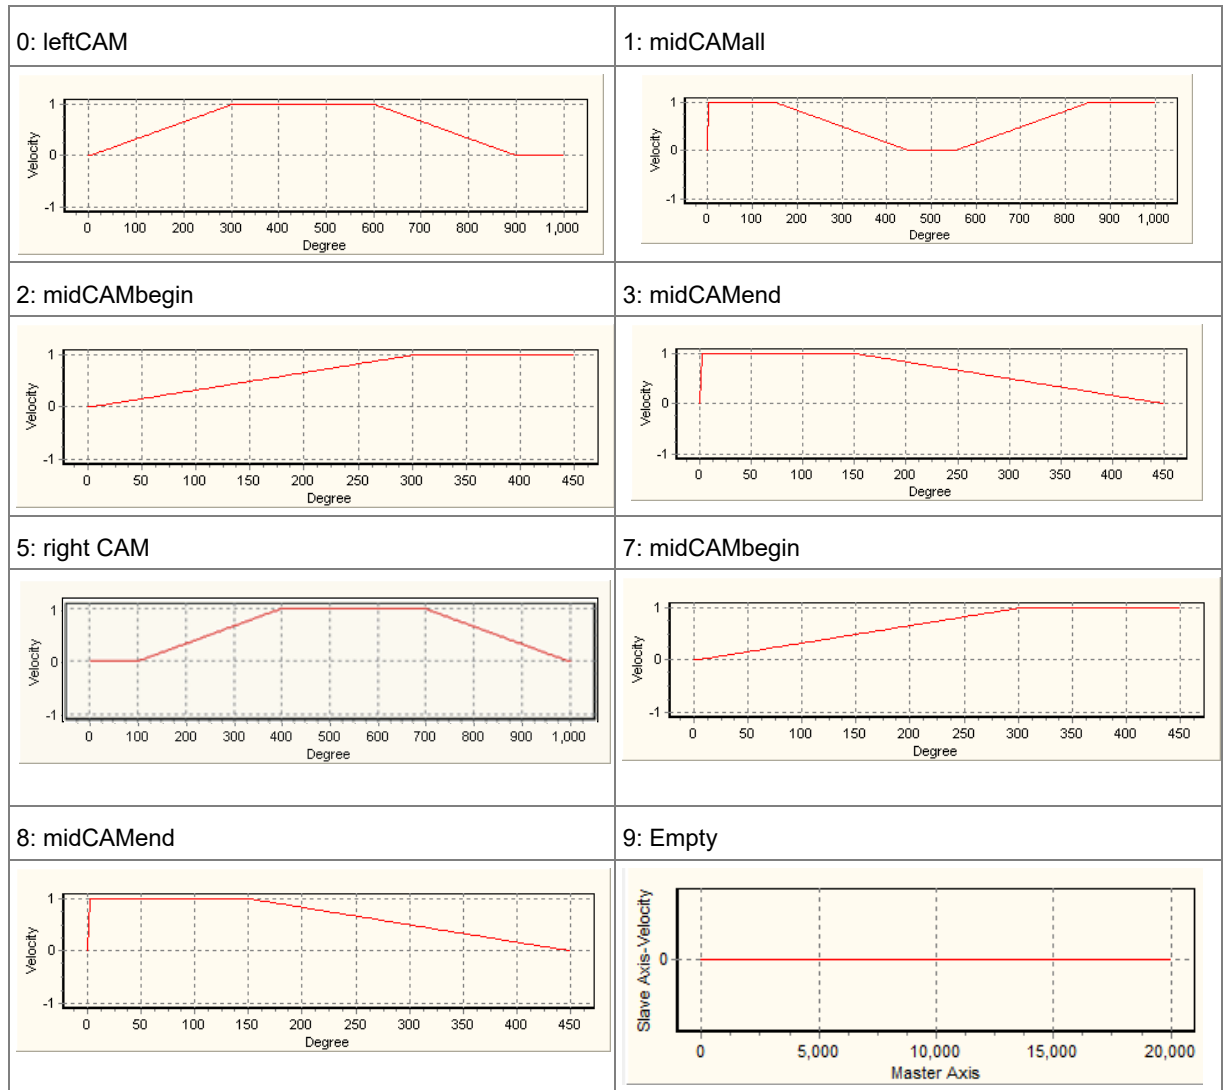 0: leftCAM
1: midCAMall
Velocity
1
0
-1
0 100 200 300 400 500 600 700 800 900 1,000
Degree
Velocity
1
0
-1
0 100 200 300 400 500 600 700 800 900 1,000
Degree
2: midCAMbegin
3: midCAMend
Velocity
1
0
-1
0 50 100 150 200 250 300 350 400 450
Degree
Velocity
1
0
-1
0 50 100 150 200 250 300 350 400 450
Degree
5: right CAM
7: midCAMbegin
Velocity
1
0
-1
0 100 200 300 400 500 600 700 800 900 1,000
Degree
Velocity
1
0
-1
0 50 100 150 200 250 300 350 400 450
Degree
8: midCAMend
9: Empty
Velocity
1
0
-1
0 50 100 150 200 250 300 350 400 450
Degree
Slave Axis-Velocity
0
0 5,000 10,000 15,000 20,000
Master Axis